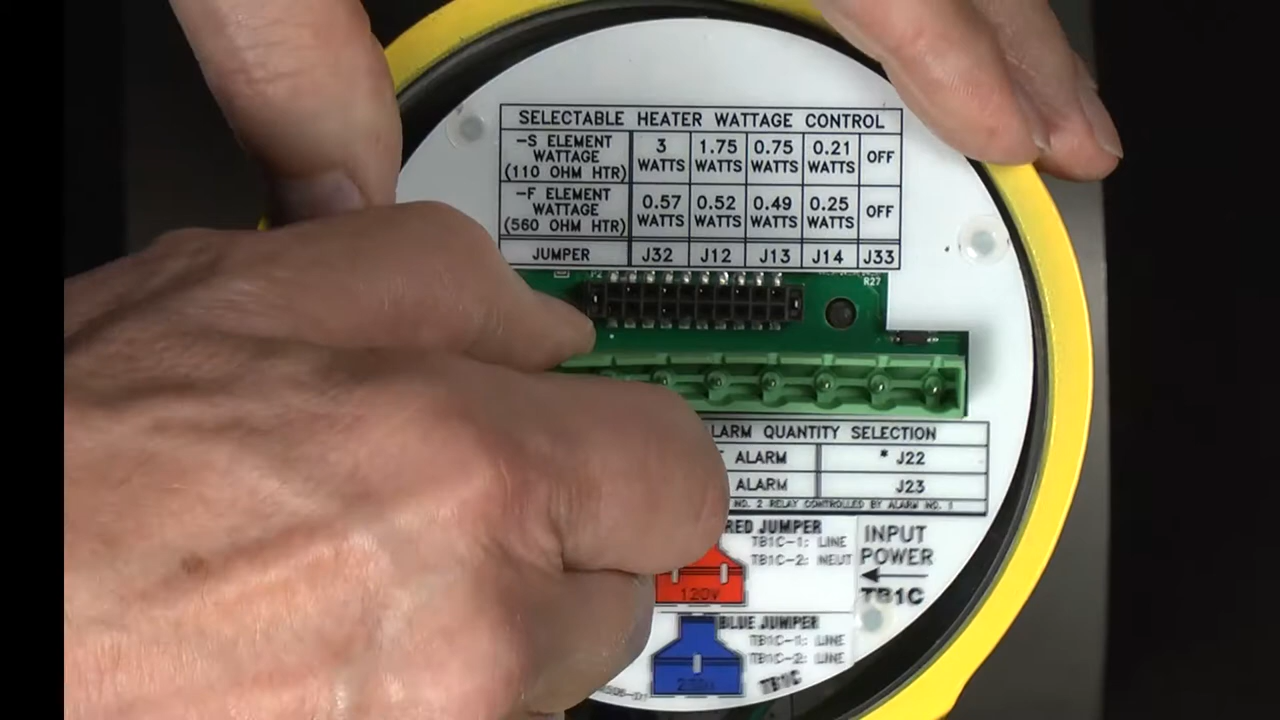 SELECTABLE HEATER WATTAGE CONTROL
-S ELEMENT WATTAGE (110 OHM HTR) 3 WATTS 1.75 WATTS 0.75 WATTS 0.21 WATTS OFF
-F ELEMENT WATTAGE (560 OHM HTR) 0.57 WATTS 0.52 WATTS 0.49 WATTS 0.25 WATTS OFF
JUMPER J32 J12 J13 J14 J33
R27
LARM QUANTITY SELECTION
ALARM * J22
ALARM J23
NO. 2 RELAY CONTROLLED BY ALARM NO. 1
RED JUMPER
TB1C-1: LINE
TB1C-2: NEUT
120V
INPUT
POWER
TB1C
BLUE JUMPER
TB1C-1: LINE
TB1C-2: LINE
TB1C